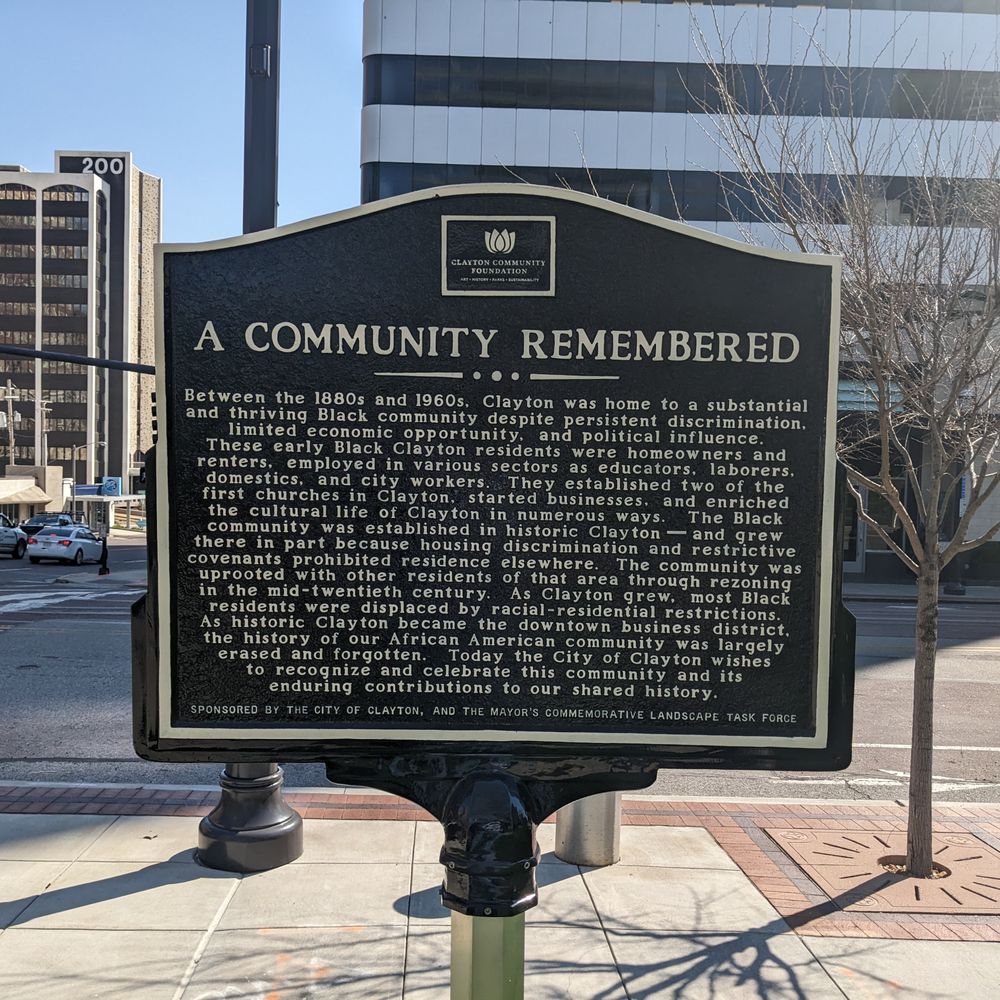 200
CLAYTON COMMUNITY
FOUNDATION
ART • HISTORY • PARKS • SUSTAINABILITY
A COMMUNITY REMEMBERED
Between the 1880s and 1960s, Clayton was home to a substantial
and thriving Black community despite persistent discrimination,
limited economic opportunity, and political influence.
These early Black Clayton residents were homeowners and
renters, employed in various sectors as educators, laborers,
domestics, and city workers. They established two of the
first churches in Clayton, started businesses, and enriched
the cultural life of Clayton in numerous ways. The Black
community was established in historic Clayton — and grew
there in part because housing discrimination and restrictive
covenants prohibited residence elsewhere. The community was
uprooted with other residents of that area through rezoning
in the mid-twentieth century. As Clayton grew, most Black
residents were displaced by racial-residential restrictions.
As historic Clayton became the downtown business district,
the history of our African American community was largely
erased and forgotten. Today the City of Clayton wishes
to recognize and celebrate this community and its
enduring contributions to our shared history.
SPONSORED BY THE CITY OF CLAYTON, AND THE MAYOR'S COMMEMORATIVE LANDSCAPE TASK FORCE